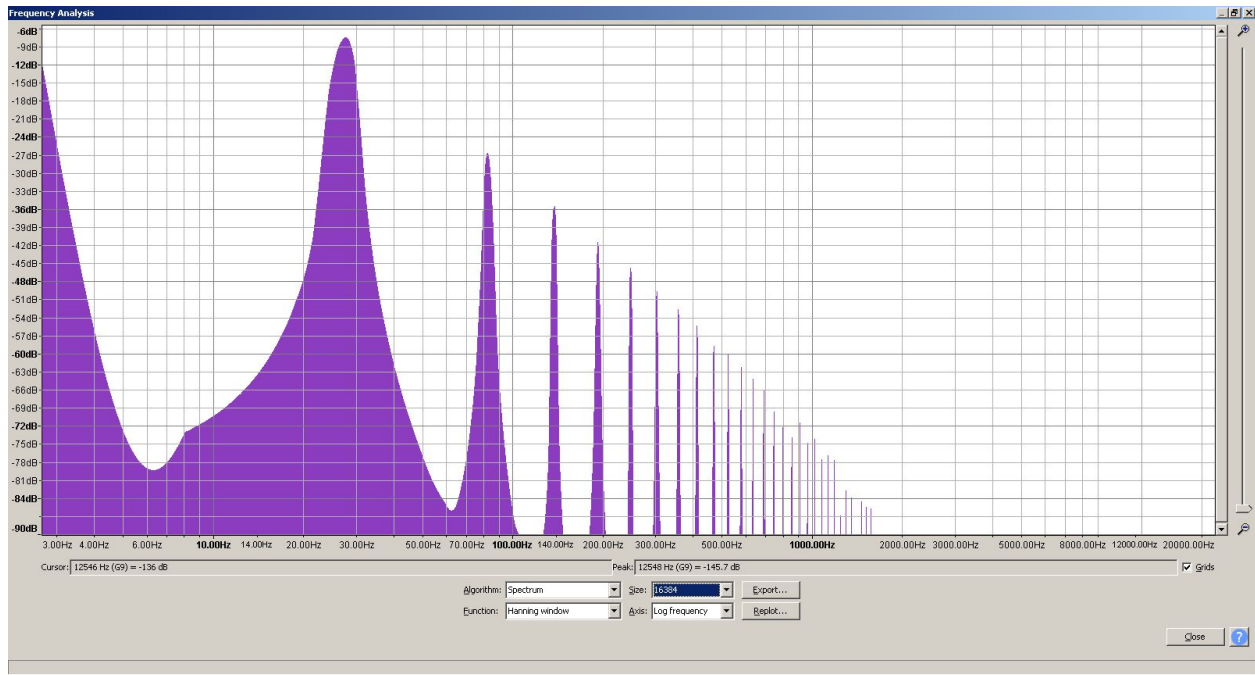 Frequency Analysis
-6dB
-9dB
-12dB
-15dB
-18dB
-21dB
-24dB
-27dB
-30dB
-33dB
-36dB
-39dB
-42dB
-45dB
-48dB
-51dB
-54dB
-57dB
-60dB
-63dB
-66dB
-69dB
-72dB
-75dB
-78dB
-81dB
-84dB
-90dB
3.00Hz 4.00Hz 6.00Hz 10.00Hz 14.00Hz 20.00Hz 30.00Hz 50.00Hz 70.00Hz 100.00Hz 140.00Hz 200.00Hz 300.00Hz 500.00Hz 1000.00Hz 2000.00Hz 3000.00Hz 5000.00Hz 8000.00Hz 12000.00Hz 20000.00Hz
Cursor: 12546 Hz (G9) = -136 dB Peak: 12548 Hz (G9) = -145.7 dB Grids
Algorithm: Spectrum Size: 16384 Export...
Function: Hanning window Axis: Log frequency Replot...
Close ?